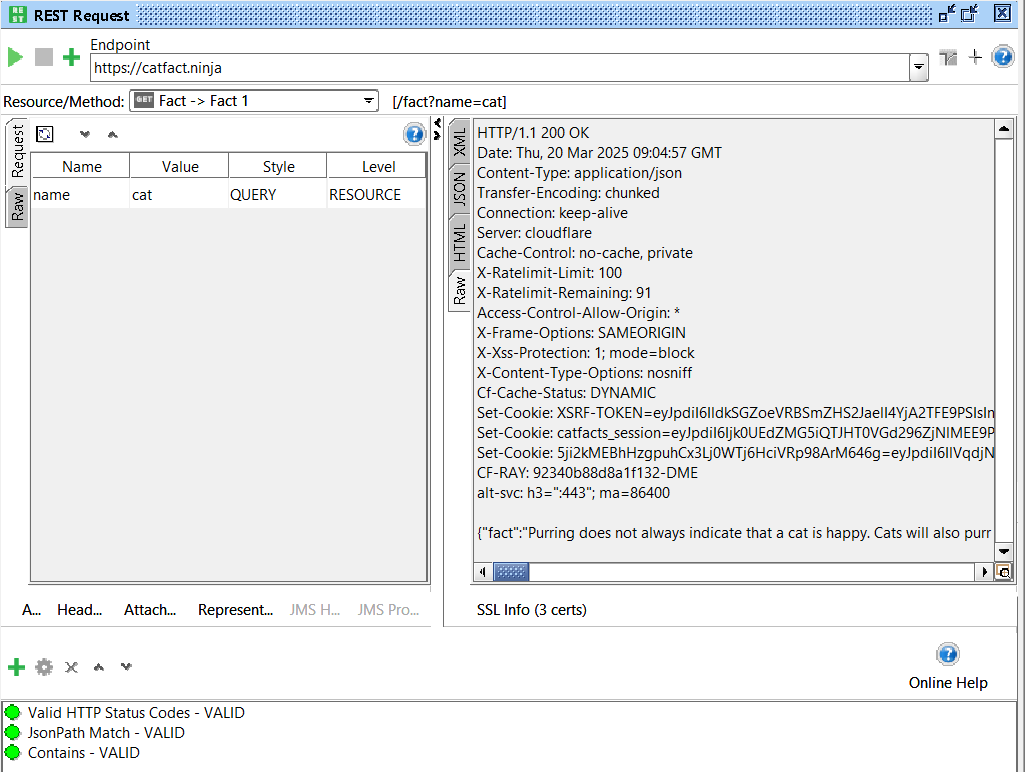 REST Request
Endpoint
https://catfact.ninja
Resource/Method: GET Fact -> Fact 1 [/fact?name=cat]
Request
Raw
Name Value Style Level
name cat QUERY RESOURCE
A... Head... Attach... Represent... JMS H... JMS Pro...
XML
JSON
HTML
Raw
HTTP/1.1 200 OK
Date: Thu, 20 Mar 2025 09:04:57 GMT
Content-Type: application/json
Transfer-Encoding: chunked
Connection: keep-alive
Server: cloudflare
Cache-Control: no-cache, private
X-Ratelimit-Limit: 100
X-Ratelimit-Remaining: 91
Access-Control-Allow-Origin: *
X-Frame-Options: SAMEORIGIN
X-Xss-Protection: 1; mode=block
X-Content-Type-Options: nosniff
Cf-Cache-Status: DYNAMIC
Set-Cookie:
Set-Cookie:
Set-Cookie:
CF-RAY: 92340b88d8a1f132-DME
alt-svc: h3=":443"; ma=86400
{"fact":"Purring does not always indicate that a cat is happy. Cats will also purr
SSL Info (3 certs)
Online Help
Valid HTTP Status Codes - VALID
JsonPath Match - VALID
Contains - VALID